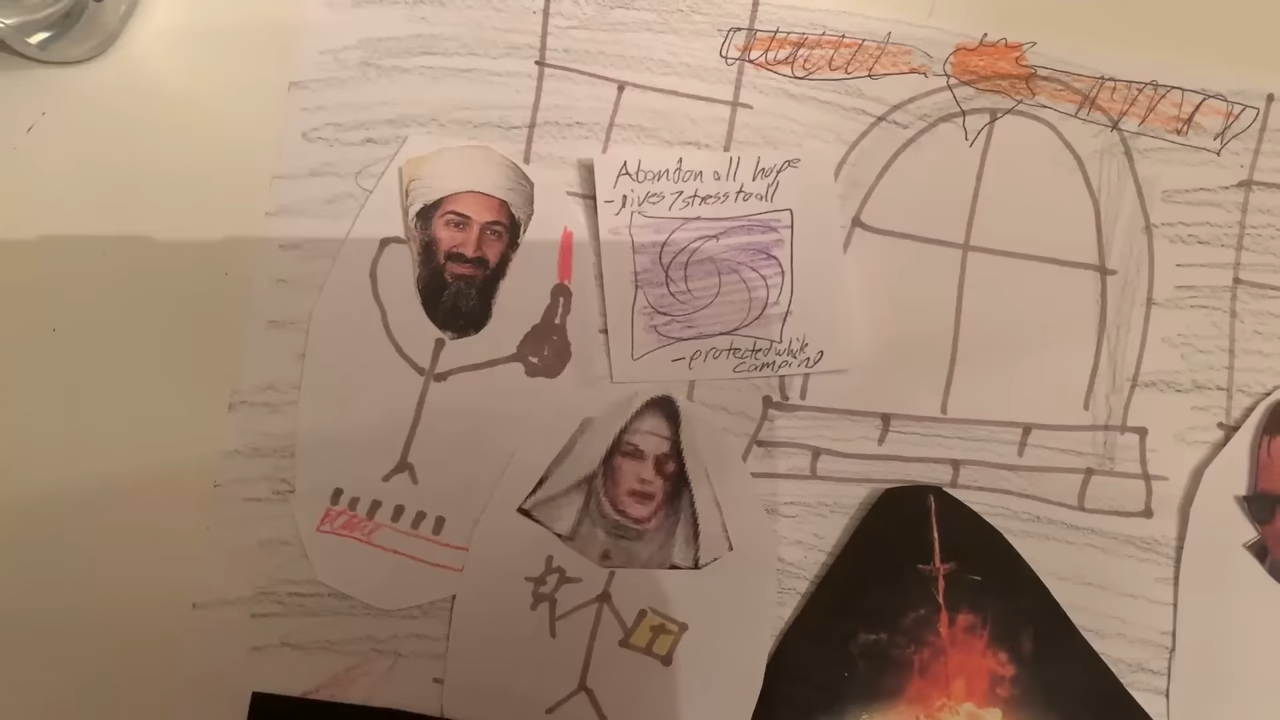 Abandon all hope
-gives 7 stress to all
-protected while
camping